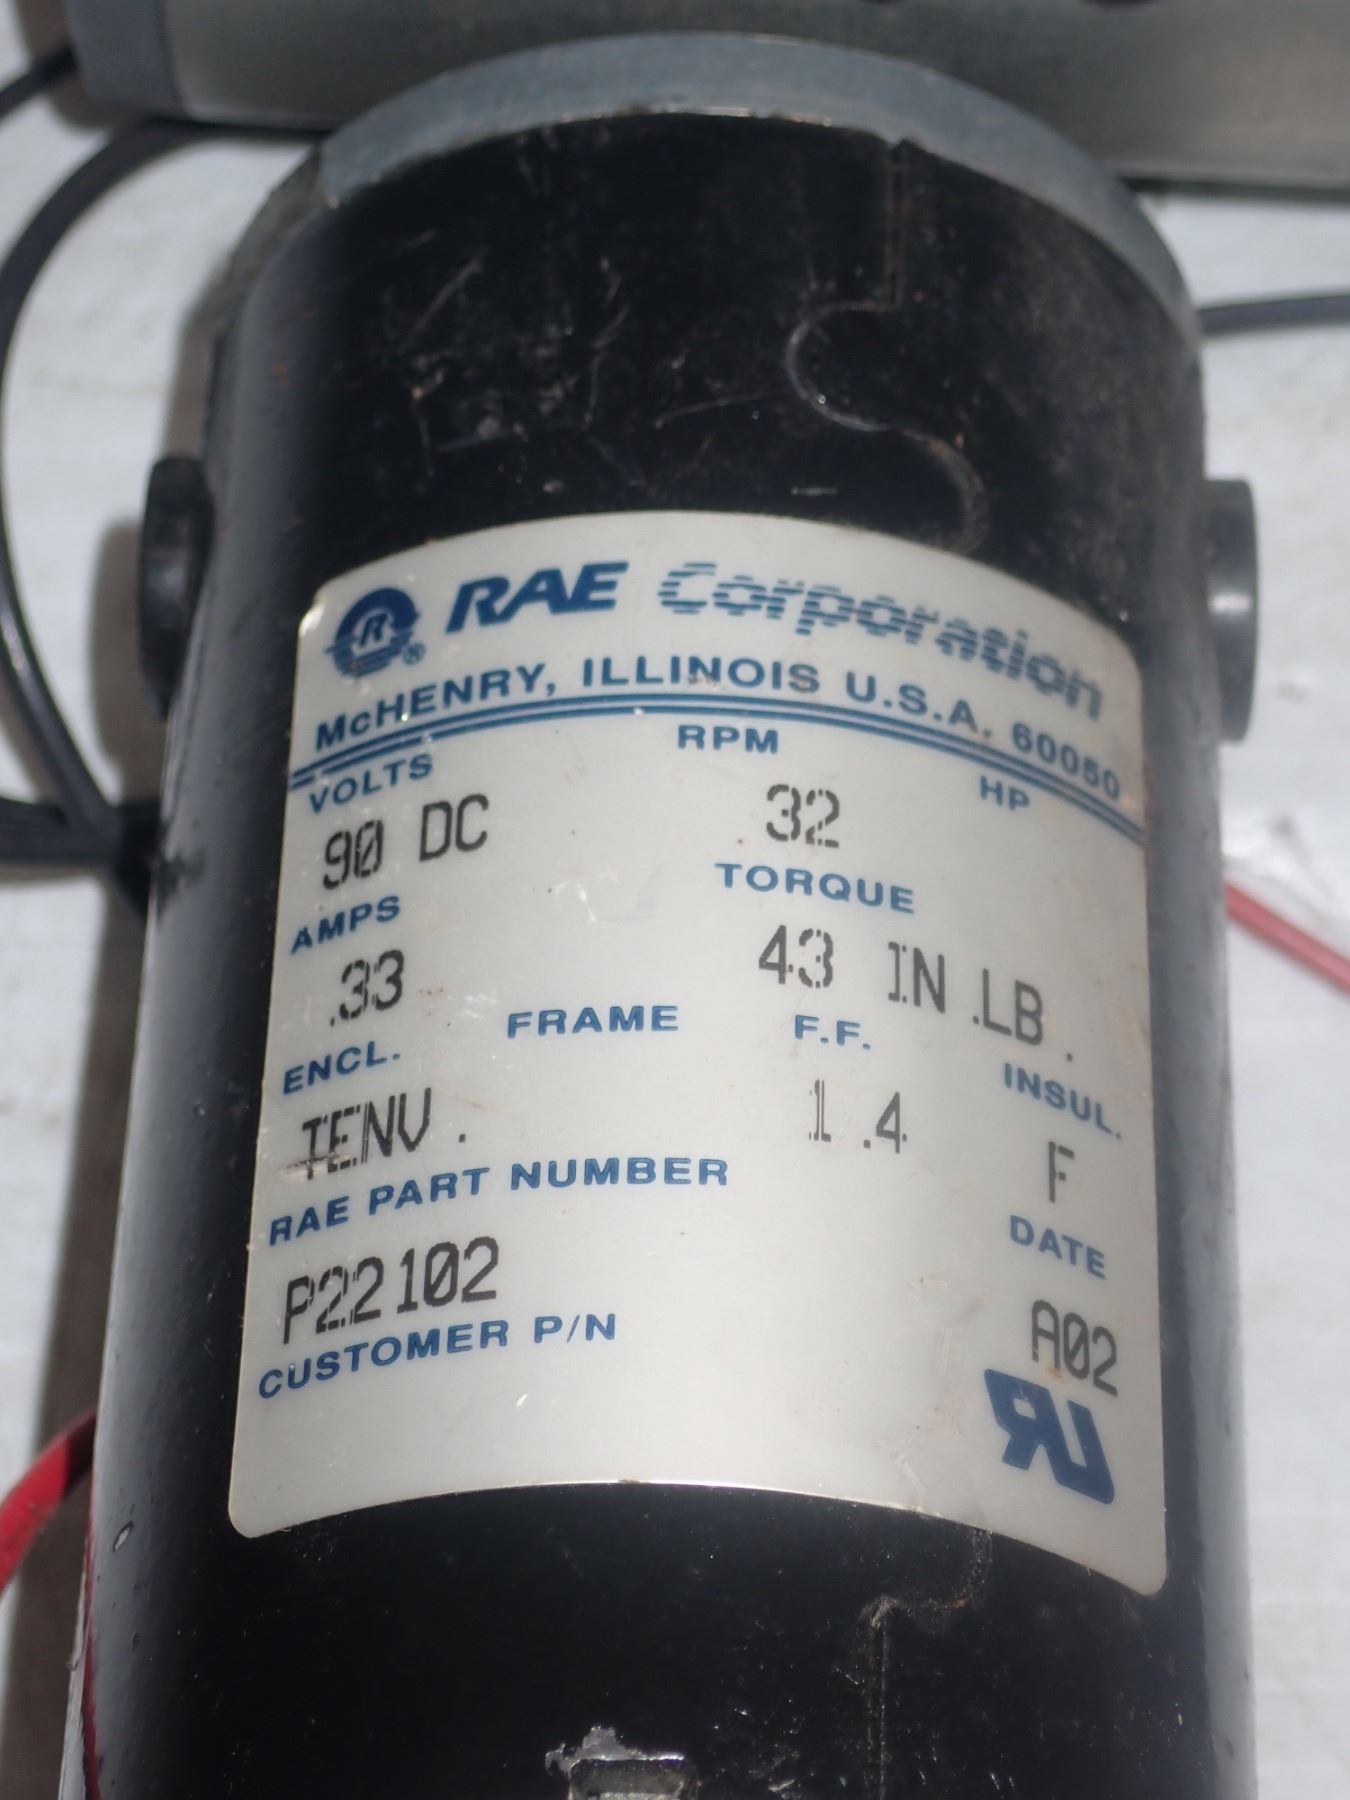 R ® RAE Corporation
McHENRY, ILLINOIS U.S.A. 60050
VOLTS RPM HP
90 DC 32
AMPS TORQUE
.33 43 IN.LB.
ENCL. FRAME F.F. INSUL.
TENV. 1.4 F
RAE PART NUMBER DATE
P22102 A02
CUSTOMER P/N